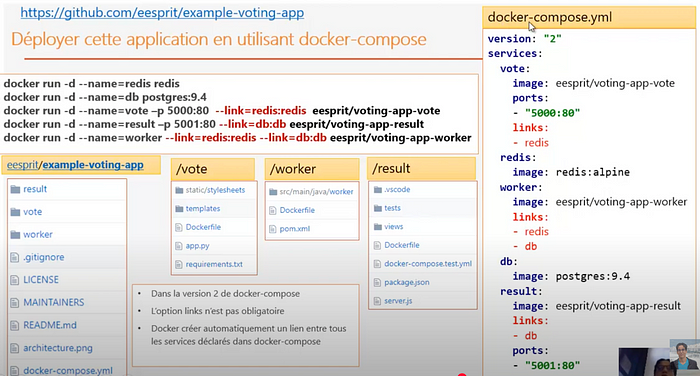 https://github.com/eesprit/example-voting-app
Déployer cette application en utilisant docker-compose
docker run -d --name=redis redis
docker run -d --name=db postgres:9.4
docker run -d --name=vote –p 5000:80 --link=redis:redis eesprit/voting-app-vote
docker run -d --name=result –p 5001:80 --link=db:db eesprit/voting-app-result
docker run -d --name=worker --link=redis:redis --link=db:db eesprit/voting-app-worker
eesprit/example-voting-app
result
vote
worker
.gitignore
LICENSE
MAINTAINERS
README.md
architecture.png
docker-compose.yml
/vote
static/stylesheets
templates
Dockerfile
app.py
requirements.txt
/worker
src/main/java/worker
Dockerfile
pom.xml
/result
.vscode
tests
views
Dockerfile
docker-compose.test.yml
package.json
server.js
• Dans la version 2 de docker-compose
• L'option links n'est pas obligatoire
• Docker créer automatiquement un lien entre tous
les services déclarés dans docker-compose
docker-compose.yml
version: "2"
services:
vote:
image: eesprit/voting-app-vote
ports:
- "5000:80"
links:
- redis
redis:
image: redis:alpine
worker:
image: eesprit/voting-app-worker
links:
- redis
- db
db:
image: postgres:9.4
result:
image: eesprit/voting-app-result
links:
- db
ports:
- "5001:80"